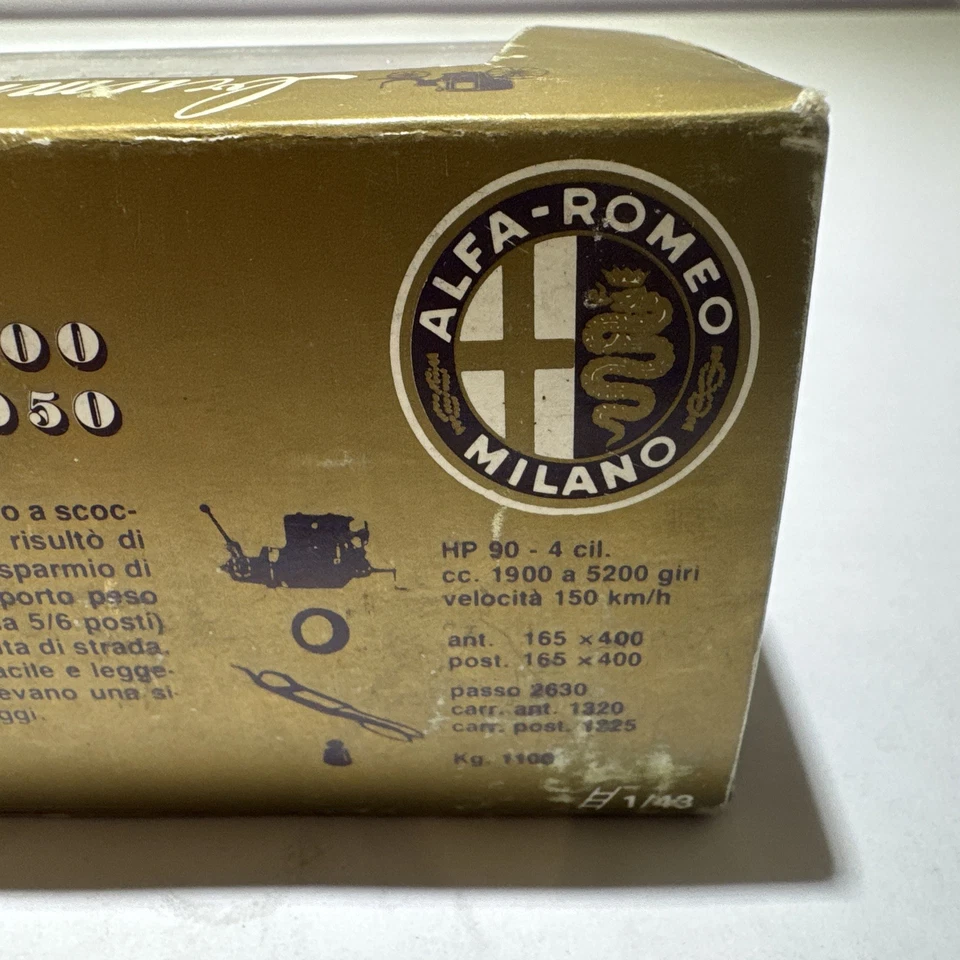 ALFA-ROMEO
MILANO
00
50
o a scoc-
risultò di
sparmio di
porto peso
a 5/6 posti)
ta di strada.
acile e legge-
evano una si-
ggi.
HP 90 - 4 cil.
cc. 1900 a 5200 giri
velocità 150 km/h
ant. 165 x 400
post. 165 x 400
passo 2630
carr. ant. 1320
carr. post. 1325
Kg. 1100
1/43